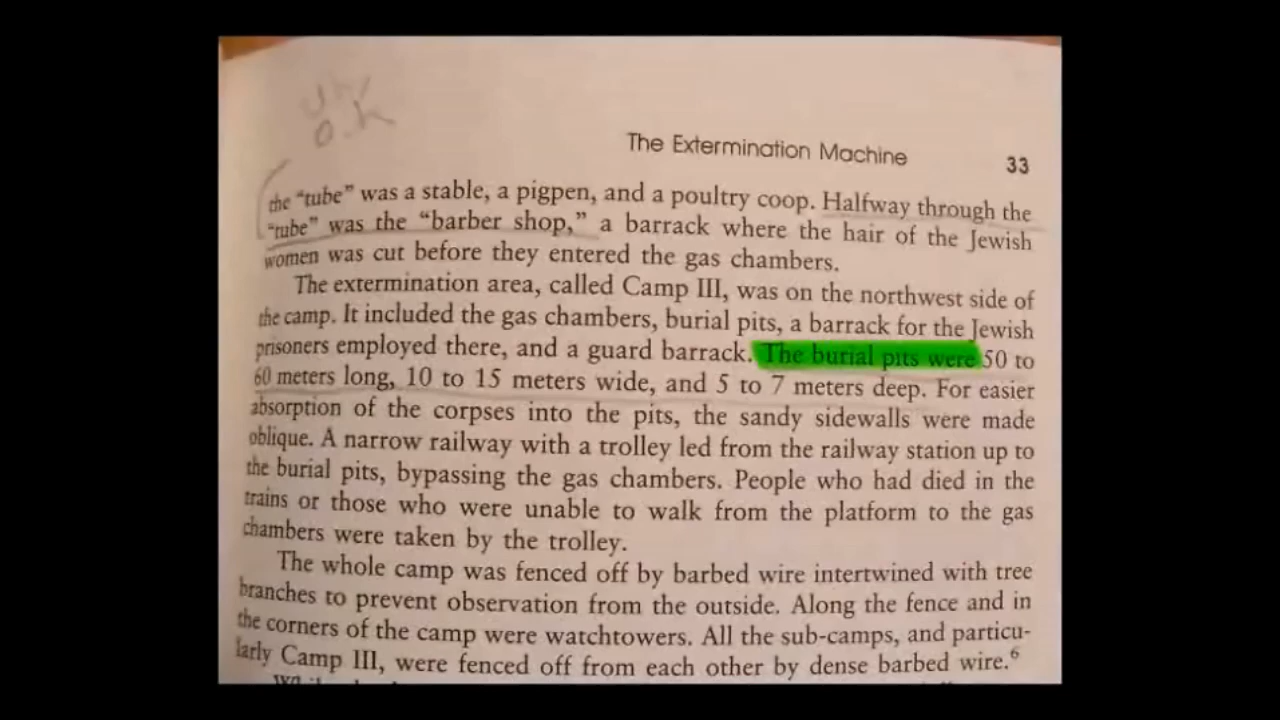 O.K
The Extermination Machine 33
the “tube” was a stable, a pigpen, and a poultry coop. Halfway through the
“tube” was the “barber shop,” a barrack where the hair of the Jewish
women was cut before they entered the gas chambers.
The extermination area, called Camp III, was on the northwest side of
the camp. It included the gas chambers, burial pits, a barrack for the Jewish
prisoners employed there, and a guard barrack. The burial pits were 50 to
60 meters long, 10 to 15 meters wide, and 5 to 7 meters deep. For easier
absorption of the corpses into the pits, the sandy sidewalls were made
oblique. A narrow railway with a trolley led from the railway station up to
the burial pits, bypassing the gas chambers. People who had died in the
trains or those who were unable to walk from the platform to the gas
chambers were taken by the trolley.
The whole camp was fenced off by barbed wire intertwined with tree
branches to prevent observation from the outside. Along the fence and in
the corners of the camp were watchtowers. All the sub-camps, and particu-
larly Camp III, were fenced off from each other by dense barbed wire.6